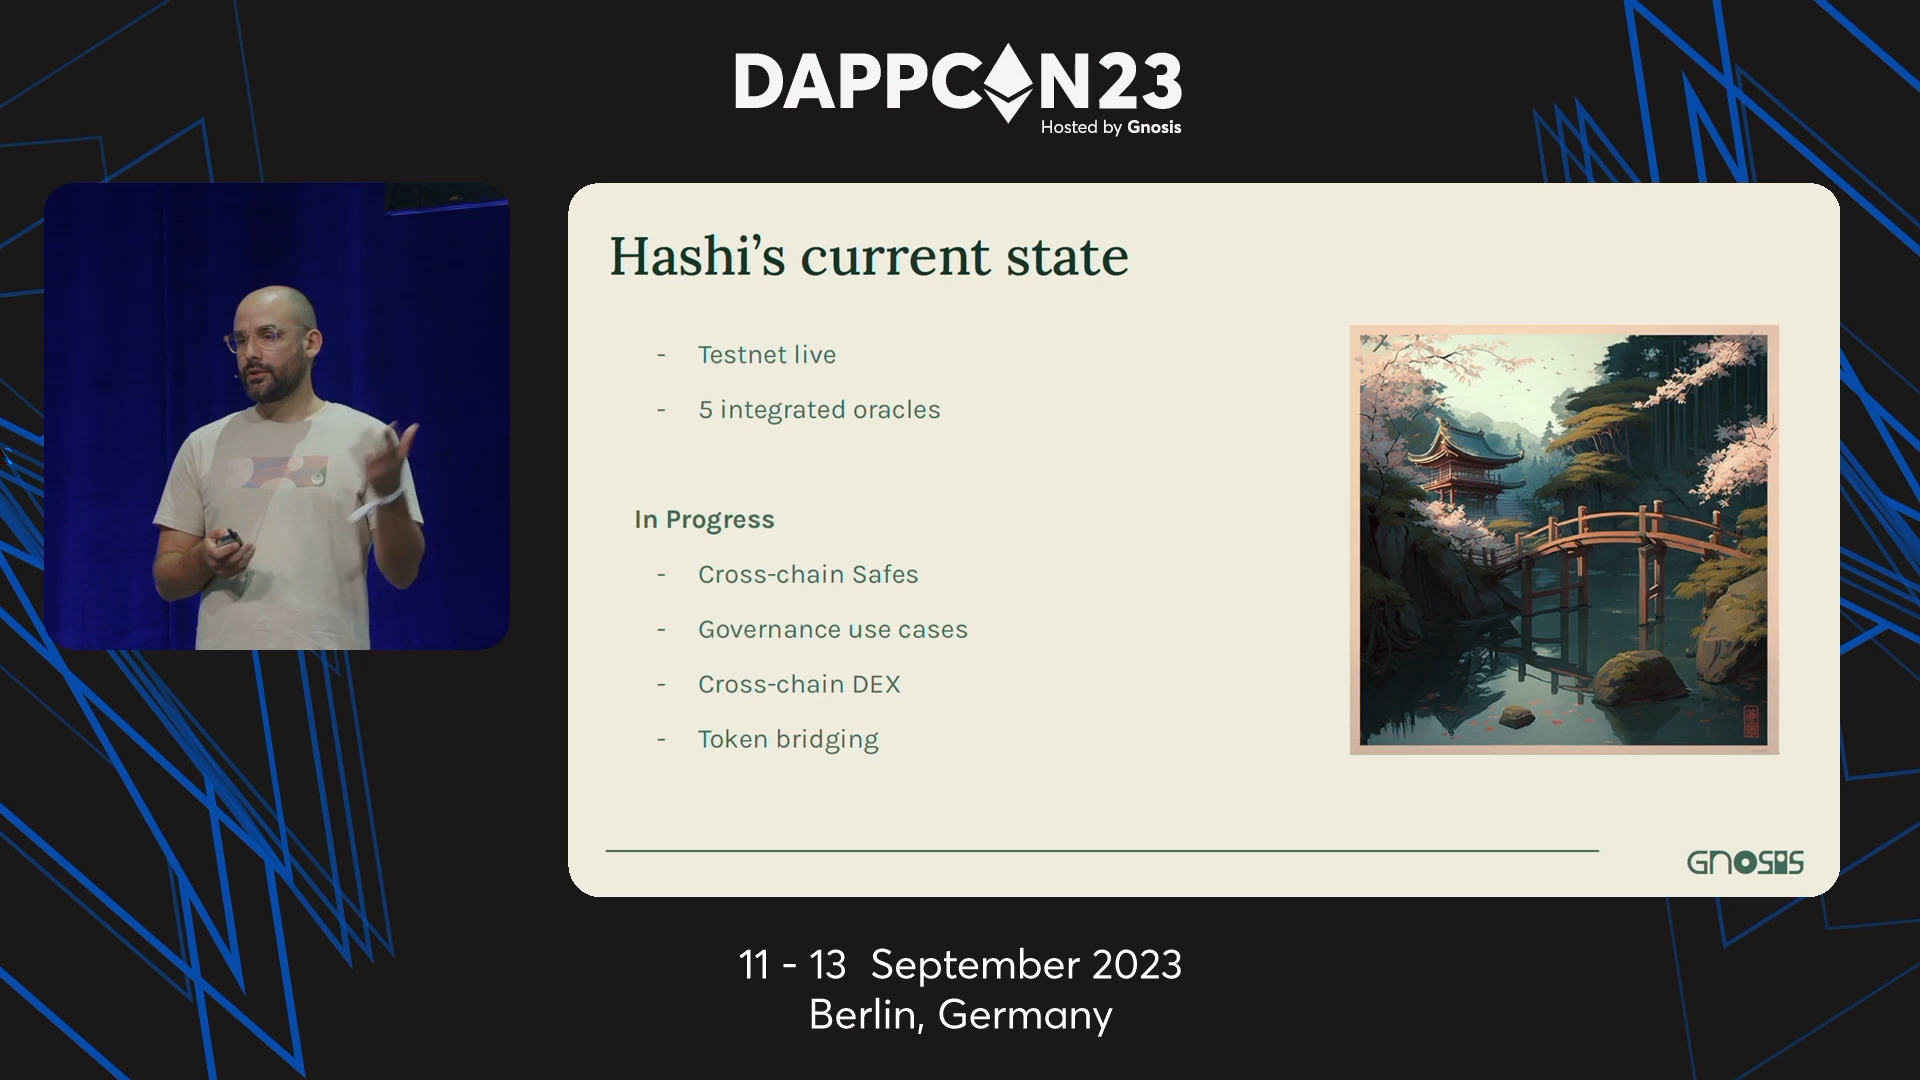 DAPPCON23
Hosted by Gnosis
Hashi's current state
- Testnet live
- 5 integrated oracles
In Progress
- Cross-chain Safes
- Governance use cases
- Cross-chain DEX
- Token bridging
GNOSIS
11 - 13 September 2023
Berlin, Germany